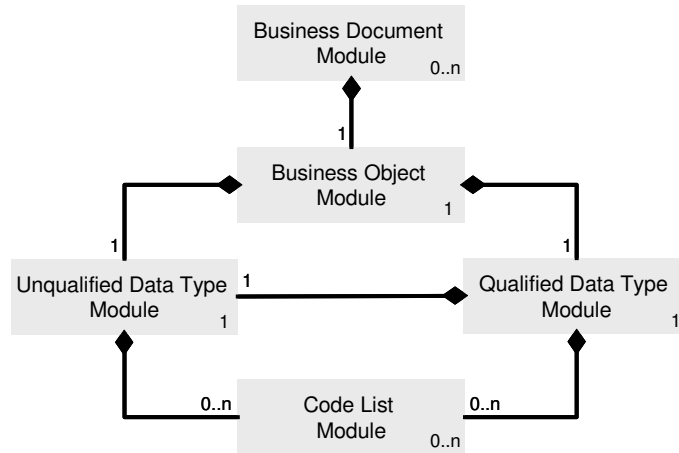 Business Document
Module
0..n
1
Business Object
Module
1
1
1
Unqualified Data Type
Module
1
1
Qualified Data Type
Module
1
0..n
Code List
Module
0..n
0..n